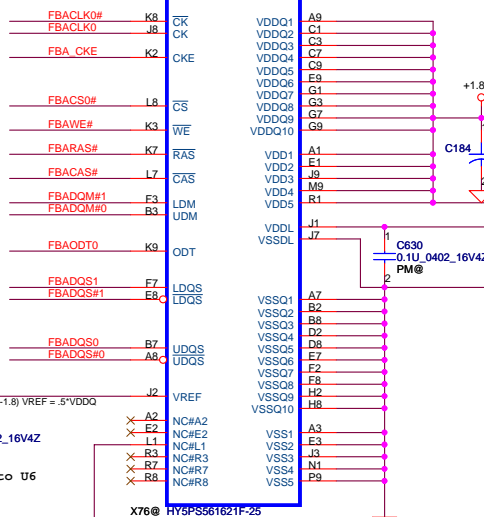 FBACLK0# K8 CK VDDQ1 A9
FBACLK0 J8 CK VDDQ2 C1
VDDQ3 C3
FBA_CKE K2 CKE VDDQ4 C7
VDDQ5 C9
VDDQ6 E9
VDDQ7 G1
+1.8
FBACS0# L8 CS VDDQ8 G3
VDDQ9 G7
FBAWE# K3 WE VDDQ10 G9
C184
FBARAS# K7 RAS VDD1 A1
VDD2 E1
FBACAS# L7 CAS VDD3 J9
VDD4 M9
2
FBADQM#1 F3 LDM VDD5 R1
FBADQM#0 B3 UDM
VDDL J1
VSSDL J7
1
C630
FBAODT0 K9 ODT
0.1U_0402_16V4Z
PM@
2
FBADQS1 F7 LDQS
FBADQS#1 E8 LDQS VSSQ1 A7
VSSQ2 B2
VSSQ3 B8
VSSQ4 D2
FBADQS0 B7 UDQS VSSQ5 D8
FBADQS#0 A8 UDQS VSSQ6 E7
VSSQ7 F2
VSSQ8 F8
J2 VREF VSSQ9 H2
-1.8) VREF = .5*VDDQ
VSSQ10 H8
A2 NC#A2
E2 NC#E2 VSS1 A3
2_16V4Z
L1 NC#L1 VSS2 E3
R3 NC#R3 VSS3 J3
R7 NC#R7 VSS4 N1
co U6
R8 NC#R8 VSS5 P9
X76@ HY5PS561621F-25